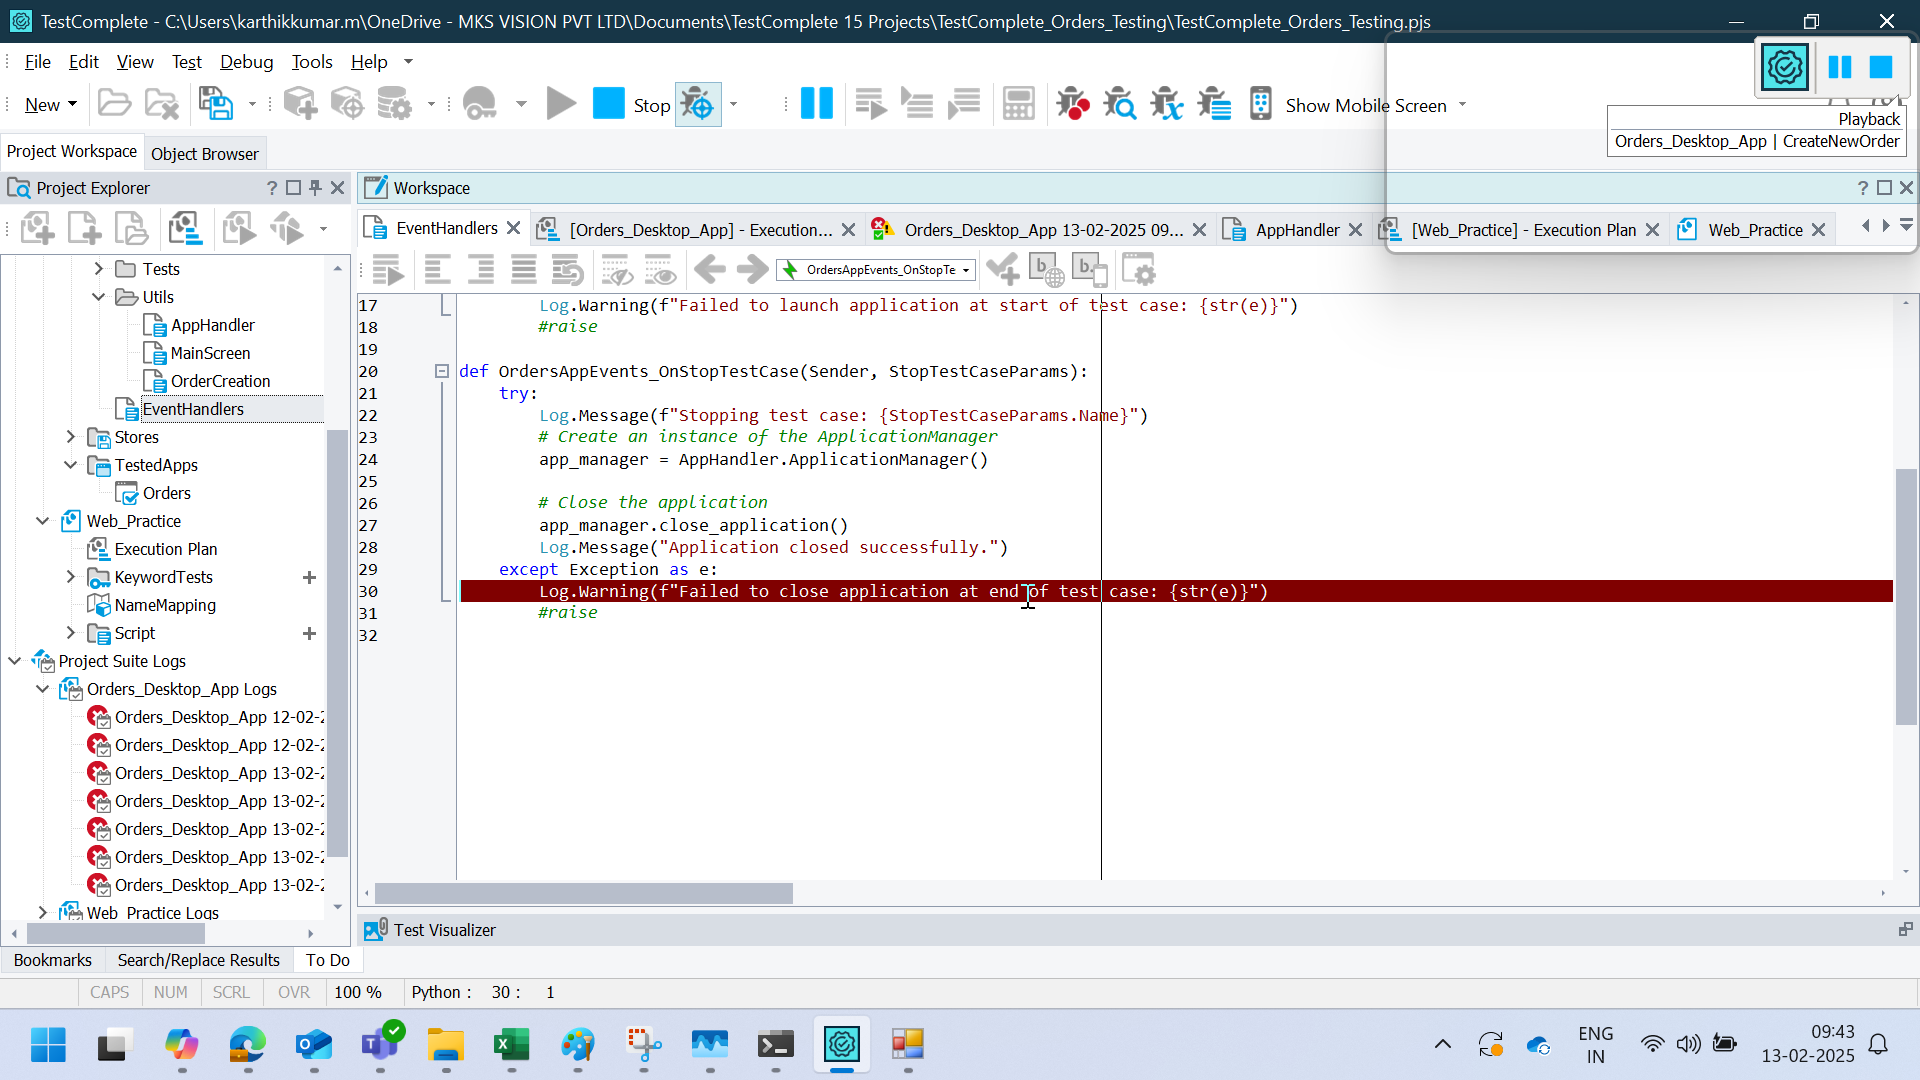 TestComplete - C:\Users\karthikkumar.m\OneDrive - MKS VISION PVT LTD\Documents\TestComplete 15 Projects\TestComplete_Orders_Testing\TestComplete_Orders_Testing.pjs
File Edit View Test Debug Tools Help
New Stop Show Mobile Screen
Playback
Orders_Desktop_App | CreateNewOrder
Project Workspace Object Browser
Project Explorer Workspace
EventHandlers [Orders_Desktop_App] - Execution... Orders_Desktop_App 13-02-2025 09... AppHandler [Web_Practice] - Execution Plan Web_Practice
OrdersAppEvents_OnStopTe
Tests
Utils
AppHandler
MainScreen
OrderCreation
EventHandlers
Stores
TestedApps
Orders
Web_Practice
Execution Plan
KeywordTests
NameMapping
Script
Project Suite Logs
Orders_Desktop_App Logs
Orders_Desktop_App 12-02-2
Orders_Desktop_App 12-02-2
Orders_Desktop_App 13-02-2
Orders_Desktop_App 13-02-2
Orders_Desktop_App 13-02-2
Orders_Desktop_App 13-02-2
Orders_Desktop_App 13-02-2
Web_Practice Logs
17 Log.Warning(f"Failed to launch application at start of test case: {str(e)}")
18 #raise
19
20 def OrdersAppEvents_OnStopTestCase(Sender, StopTestCaseParams):
21 try:
22 Log.Message(f"Stopping test case: {StopTestCaseParams.Name}")
23 # Create an instance of the ApplicationManager
24 app_manager = AppHandler.ApplicationManager()
25
26 # Close the application
27 app_manager.close_application()
28 Log.Message("Application closed successfully.")
29 except Exception as e:
30 Log.Warning(f"Failed to close application at end of test case: {str(e)}")
31 #raise
32
Test Visualizer
Bookmarks Search/Replace Results To Do
CAPS NUM SCRL OVR 100 % Python : 30 : 1
ENG
IN
09:43
13-02-2025